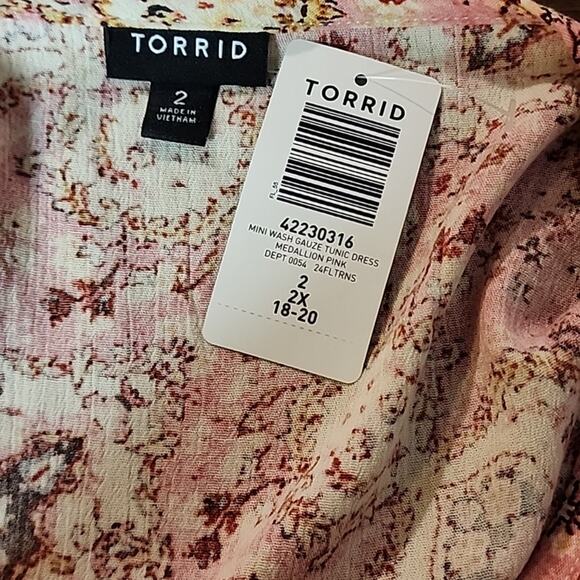 TORRID
2
MADE IN
VIETNAM
TORRID
FL_55
42230316
MINI WASH GAUZE TUNIC DRESS
MEDALLION PINK
DEPT 0054 24FLTRNS
2
2X
18-20